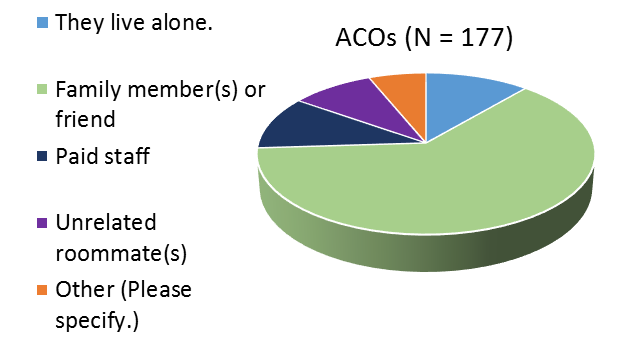 They live alone.
ACOs (N = 177)
Family member(s) or
friend
Paid staff
Unrelated
roommate(s)
Other (Please
specify.)